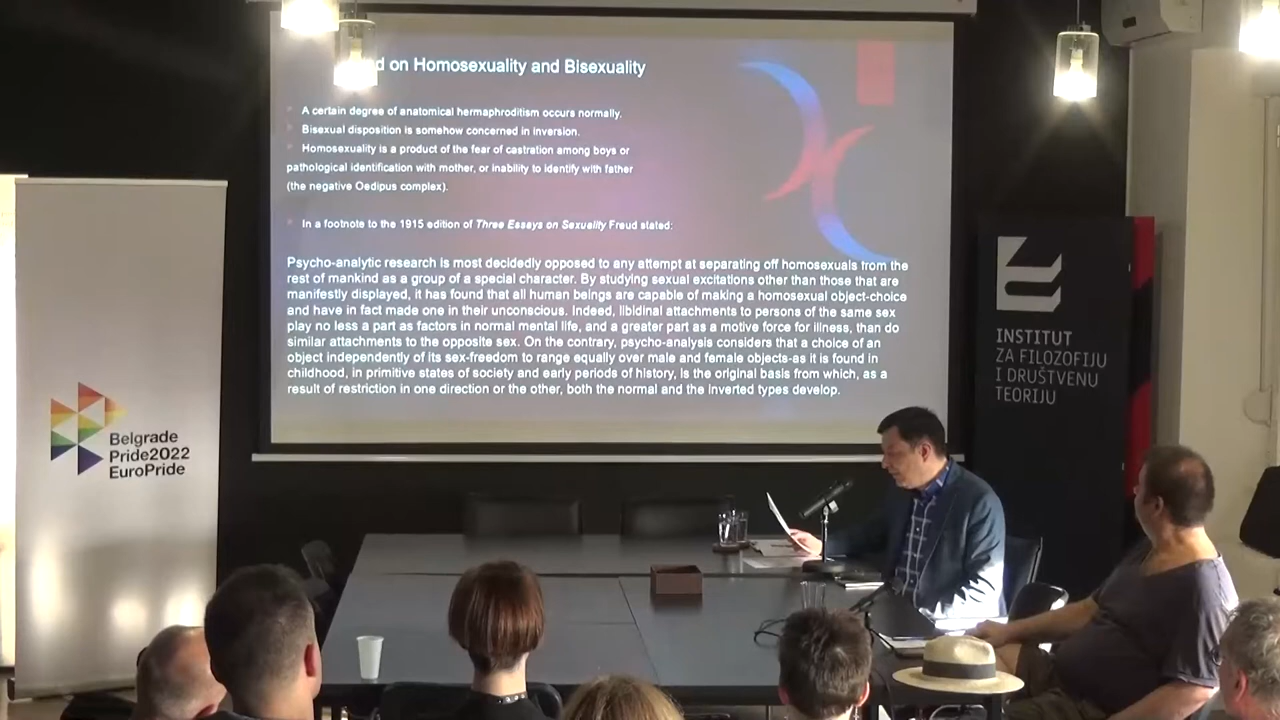 d on Homosexuality and Bisexuality
A certain degree of anatomical hermaphroditism occurs normally.
Bisexual disposition is somehow concerned in inversion.
Homosexuality is a product of the fear of castration among boys or
pathological identification with mother, or inability to identify with father
(the negative Oedipus complex).
In a footnote to the 1915 edition of Three Essays on Sexuality Freud stated:
Psycho-analytic research is most decidedly opposed to any attempt at separating off homosexuals from the
rest of mankind as a group of a special character. By studying sexual excitations other than those that are
manifestly displayed, it has found that all human beings are capable of making a homosexual object-choice
and have in fact made one in their unconscious. Indeed, libidinal attachments to persons of the same sex
play no less a part as factors in normal mental life, and a greater part as a motive force for illness, than do
similar attachments to the opposite sex. On the contrary, psycho-analysis considers that a choice of an
object independently of its sex-freedom to range equally over male and female objects-as it is found in
childhood, in primitive states of society and early periods of history, is the original basis from which, as a
result of restriction in one direction or the other, both the normal and the inverted types develop.
INSTITUT
ZA FILOZOFIJU
I DRUŠTVENU
TEORIJU
Belgrade
Pride2022
EuroPride